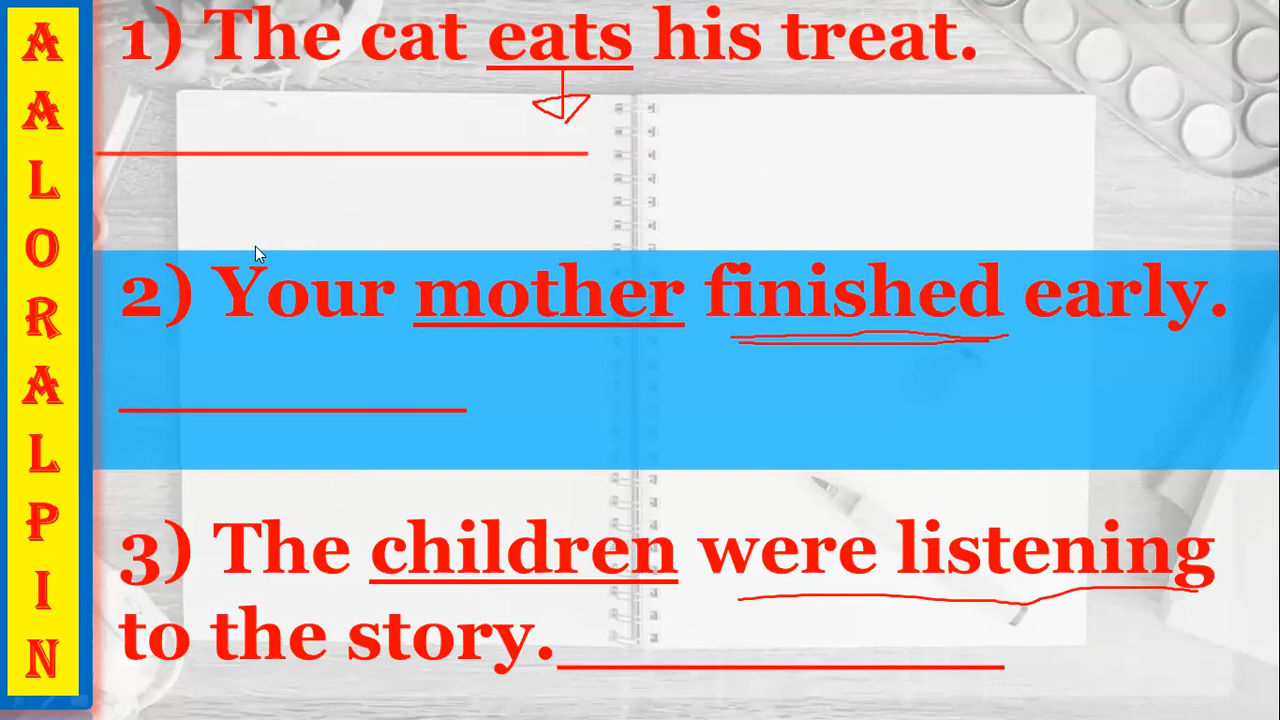 AALORALPIN
1) The cat eats his treat.
2) Your mother finished early.
3) The children were listening
to the story.